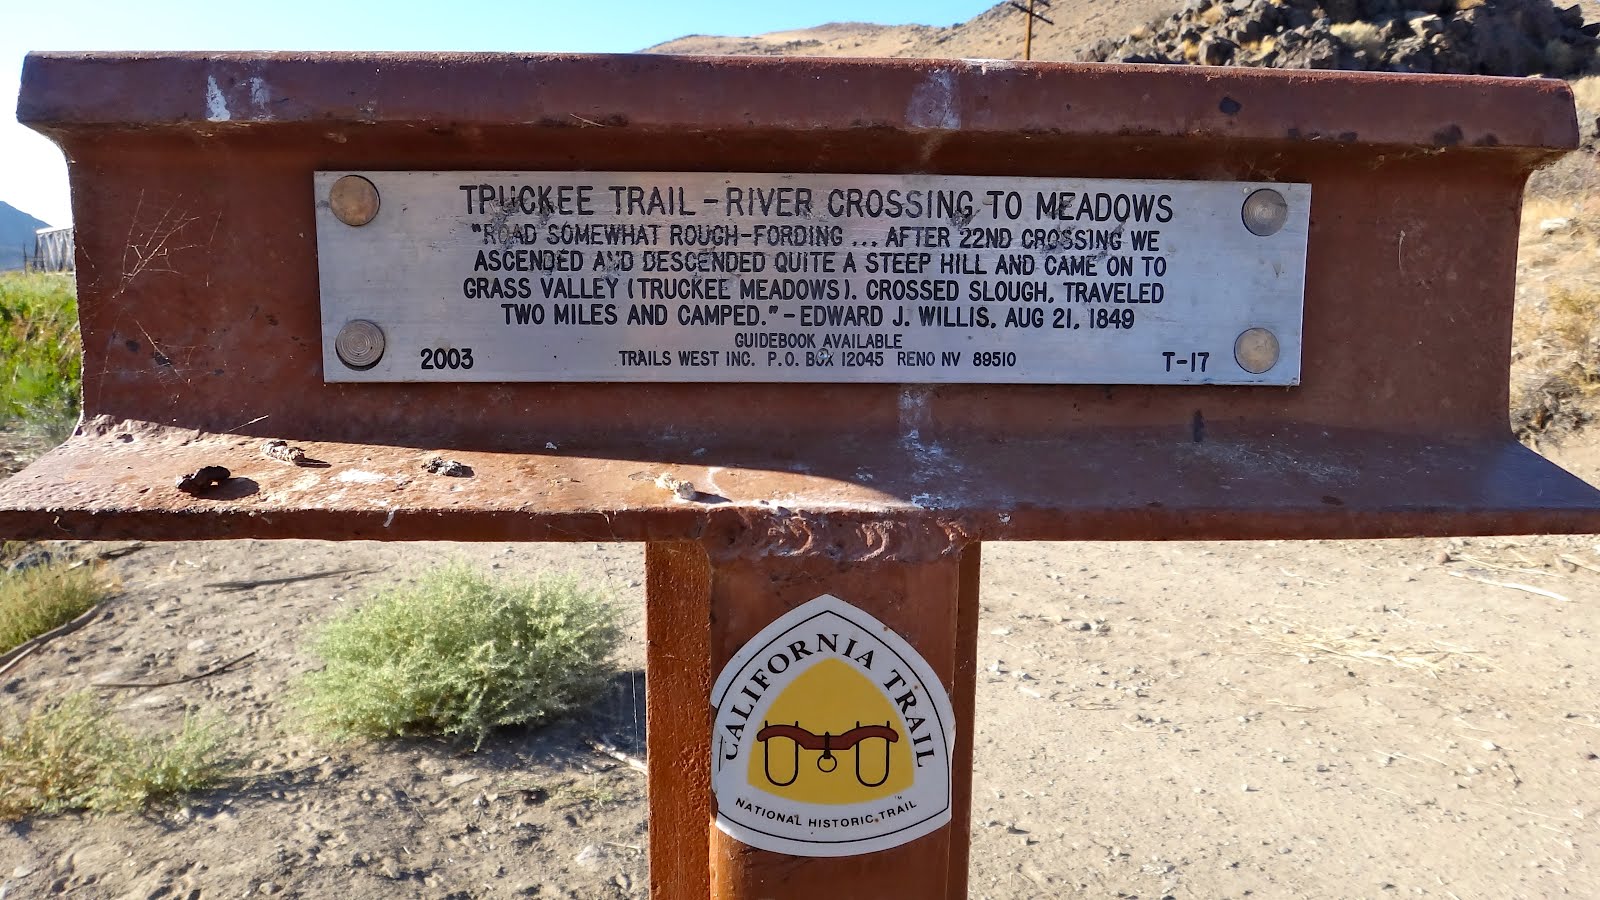 TRUCKEE TRAIL – RIVER CROSSING TO MEADOWS
"ROAD SOMEWHAT ROUGH-FORDING ... AFTER 22ND CROSSING WE
ASCENDED AND DESCENDED QUITE A STEEP HILL AND CAME ON TO
GRASS VALLEY (TRUCKEE MEADOWS). CROSSED SLOUGH, TRAVELED
TWO MILES AND CAMPED." – EDWARD J. WILLIS, AUG 21, 1849
GUIDEBOOK AVAILABLE
2003 TRAILS WEST INC. P.O. BOX 12045 RENO NV 89510 T-17
CALIFORNIA TRAIL
NATIONAL HISTORIC TRAIL ™